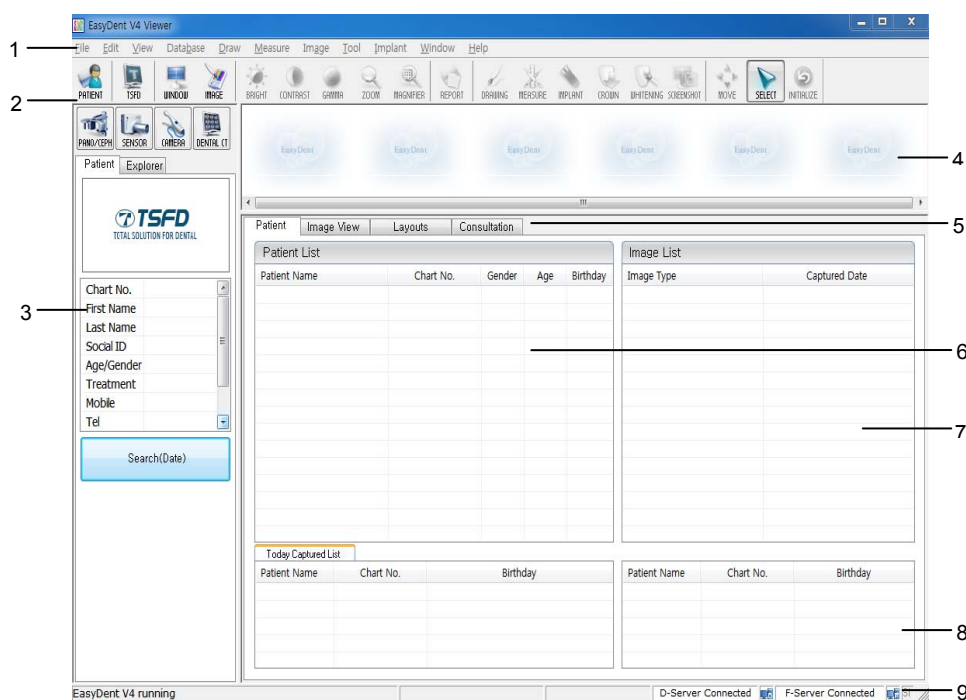 EasyDent V4 Viewer
1
File Edit View Database Draw Measure Image Tool Implant Window Help
2
PATIENT TSFD WINDOW IMAGE BRIGHT CONTRAST GAMMA ZOOM MAGNIFIER REPORT DRAWING MEASURE IMPLANT CROWN WHITENING SCREENSHOT MOVE SELECT INITIALIZE
PANO/CEPH SENSOR CAMERA DENTAL CT
EasyDent EasyDent EasyDent EasyDent EasyDent EasyDent
4
Patient Explorer
TSFD
TOTAL SOLUTION FOR DENTAL
Patient Image View Layouts Consultation
5
Patient List Image List
Patient Name Chart No. Gender Age Birthday Image Type Captured Date
3
Chart No.
First Name
Last Name
Social ID
Age/Gender
Treatment
Mobile
Tel
Search(Date)
6
7
Today Captured List
Patient Name Chart No. Birthday Patient Name Chart No. Birthday
8
EasyDent V4 running D-Server Connected F-Server Connected
9